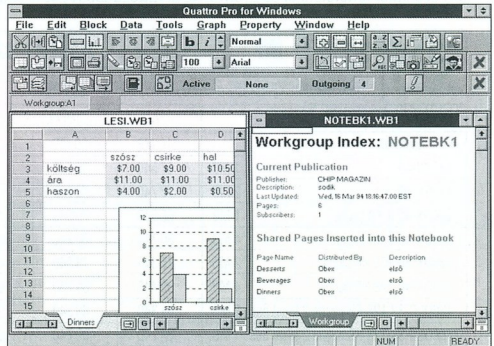 Quattro Pro for Windows
File Edit Block Data Tools Graph Property Window Help
b i Normal
100 Arial
Active None Outgoing 4
Workgroup:A1
LESI.WB1
A B C D
1
2 szósz csirke hal
3 költség $7.00 $9.00 $10.50
4 ára $11.00 $11.00 $11.00
5 haszon $4.00 $2.00 $0.50
6
7
8
9
10
11
12
13
14
15
12
10
8
6
4
2
0
szósz csirke
Dinners G
NOTEBK1.WB1
Workgroup Index: NOTEBK1
Current Publication
Publisher: CHIP MAGAZIN
Description: sodik
Last Updated: Wed, 16 Mar 94 18:16:47.00 EST
Pages: 6
Subscribers: 1
Shared Pages Inserted into this Notebook
Page Name Distributed By Description
Desserts Obex első
Beverages Obex első
Dinners Obex első
Workgroup G
NUM READY